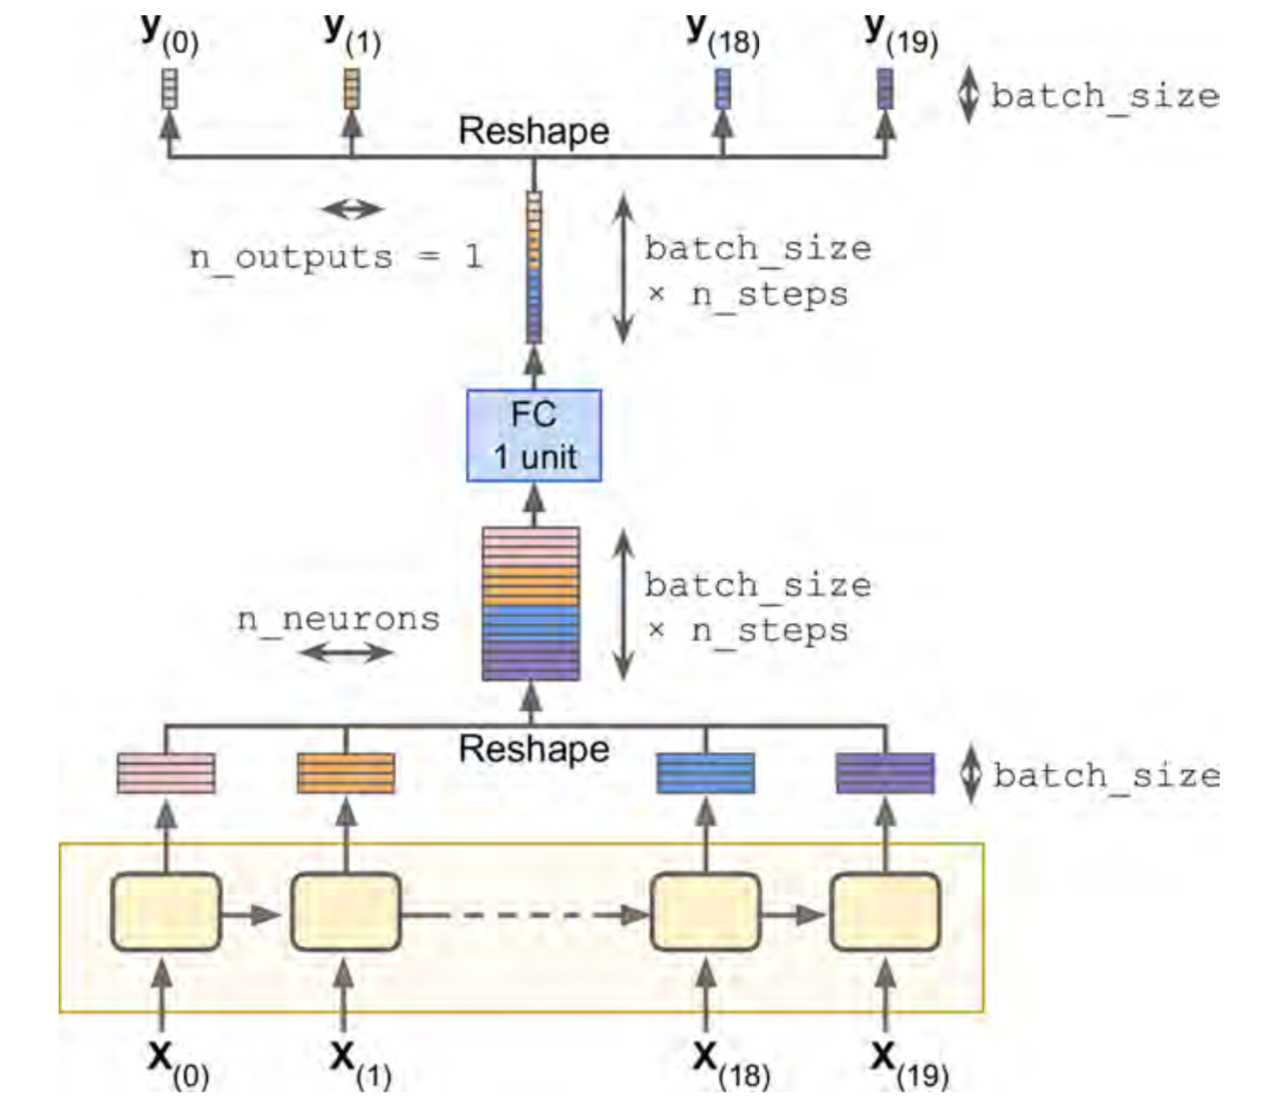 y(0) y(1) y(18) y(19)
batch_size
Reshape
n_outputs = 1
batch_size
× n_steps
FC
1 unit
n_neurons
batch_size
× n_steps
Reshape
batch_size
X(0) X(1) X(18) X(19)